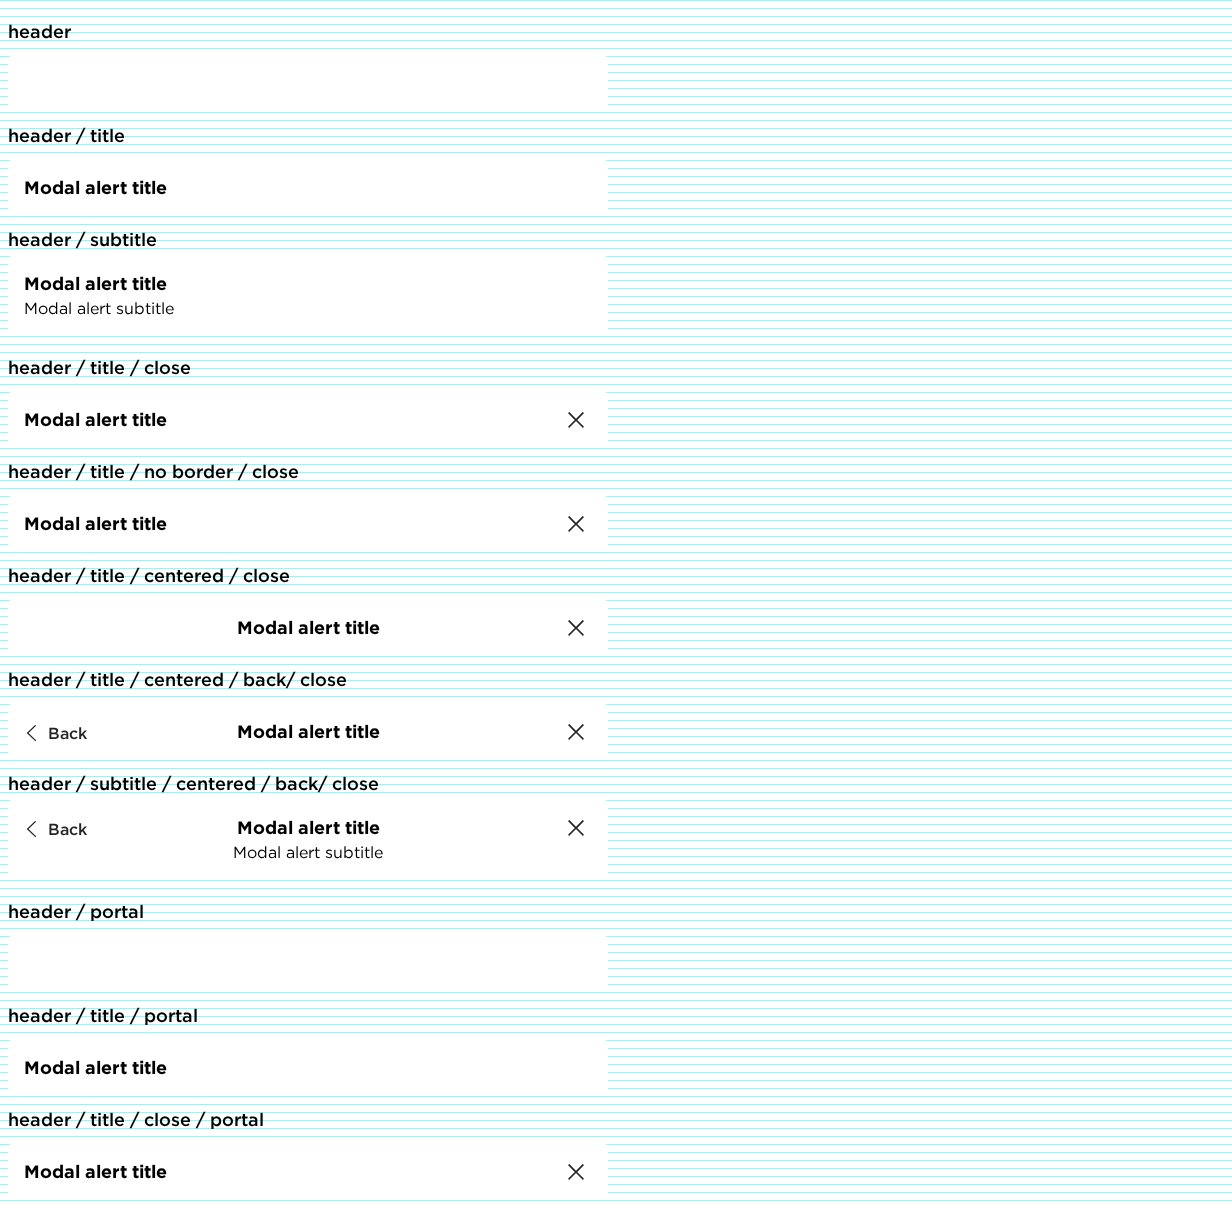 header
header / title
Modal alert title
header / subtitle
Modal alert title
Modal alert subtitle
header / title / close
Modal alert title
header / title / no border / close
Modal alert title
header / title / centered / close
Modal alert title
header / title / centered / back/ close
Back Modal alert title
header / subtitle / centered / back/ close
Back Modal alert title
Modal alert subtitle
header / portal
header / title / portal
Modal alert title
header / title / close / portal
Modal alert title